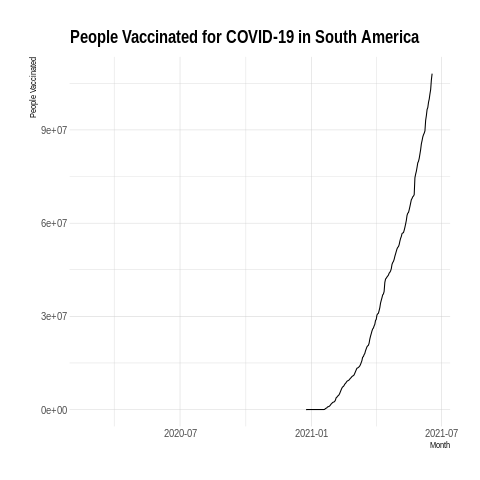 People Vaccinated for COVID-19 in South America
People Vaccinated
9e+07
6e+07
3e+07
0e+00
2020-07
2021-01
2021-07
Month